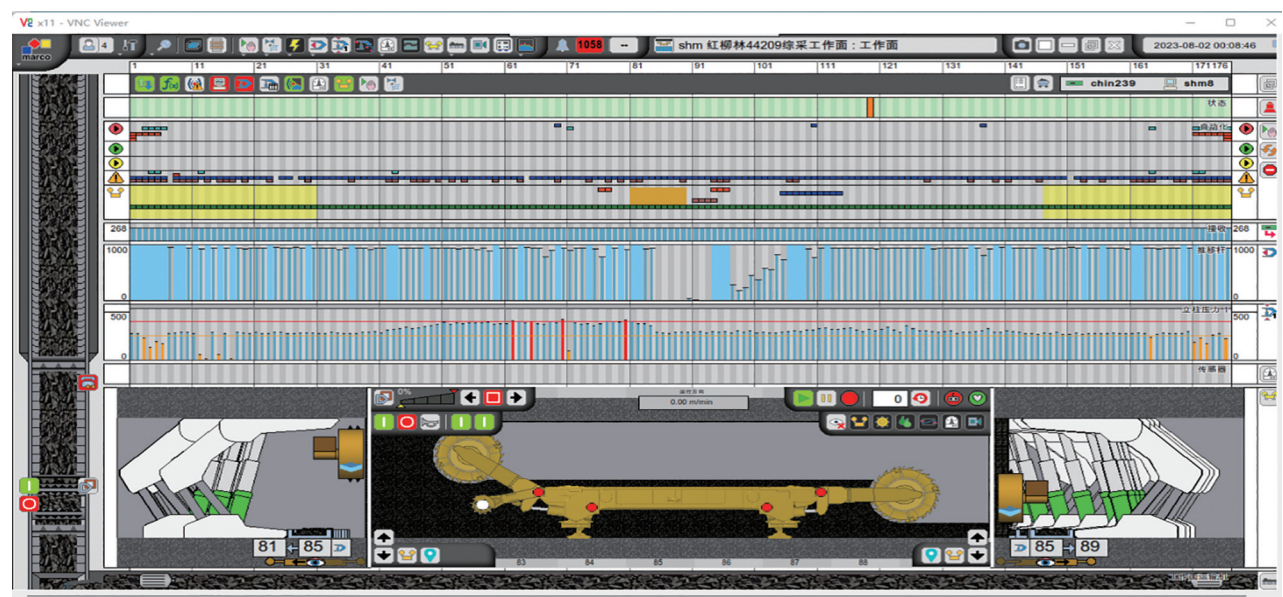 x11 - VNC Viewer
marco
4
1058
--
shm 紅柳林44209综采工作面：工作面
2023-08-02 00:08:46
1 11 21 31 41 51 61 71 81 91 101 111 121 131 141 151 161 171176
f(x)
chin239
shm8
状态
自动化
268 接收 268
1000 推移杆 1000
0 0
500 立柱压力 1 500
0
传感器
0%
0.00 m/min
0
81 85
83 84 85 86 87 88
85 89